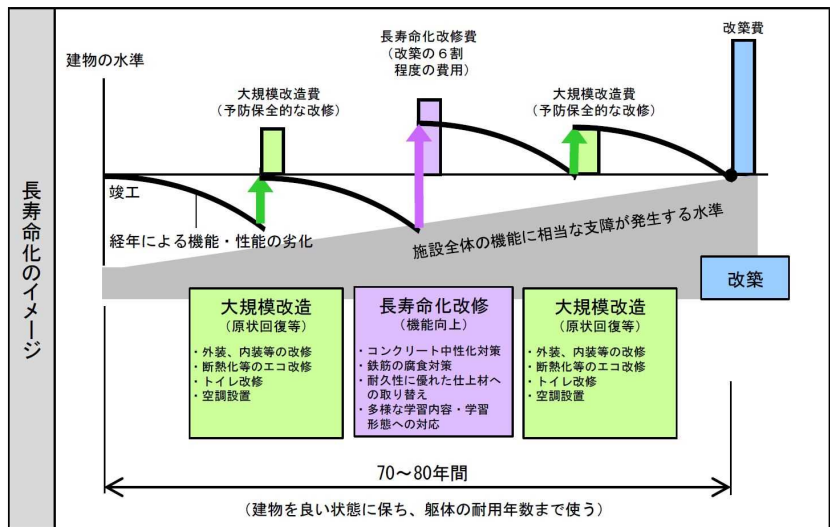 長寿命化のイメージ
建物の水準
大規模改造費
（予防保全的な改修）
長寿命化改修費
（改築の６割
程度の費用）
大規模改造費
（予防保全的な改修）
改築費
竣工
経年による機能・性能の劣化
施設全体の機能に相当な支障が発生する水準
改築
大規模改造
（原状回復等）
・外装、内装等の改修
・断熱化等のエコ改修
・トイレ改修
・空調設置
長寿命化改修
（機能向上）
・コンクリート中性化対策
・鉄筋の腐食対策
・耐久性に優れた仕上材へ
の取り替え
・多様な学習内容・学習
形態への対応
大規模改造
（原状回復等）
・外装、内装等の改修
・断熱化等のエコ改修
・トイレ改修
・空調設置
70～80年間
（建物を良い状態に保ち、躯体の耐用年数まで使う）